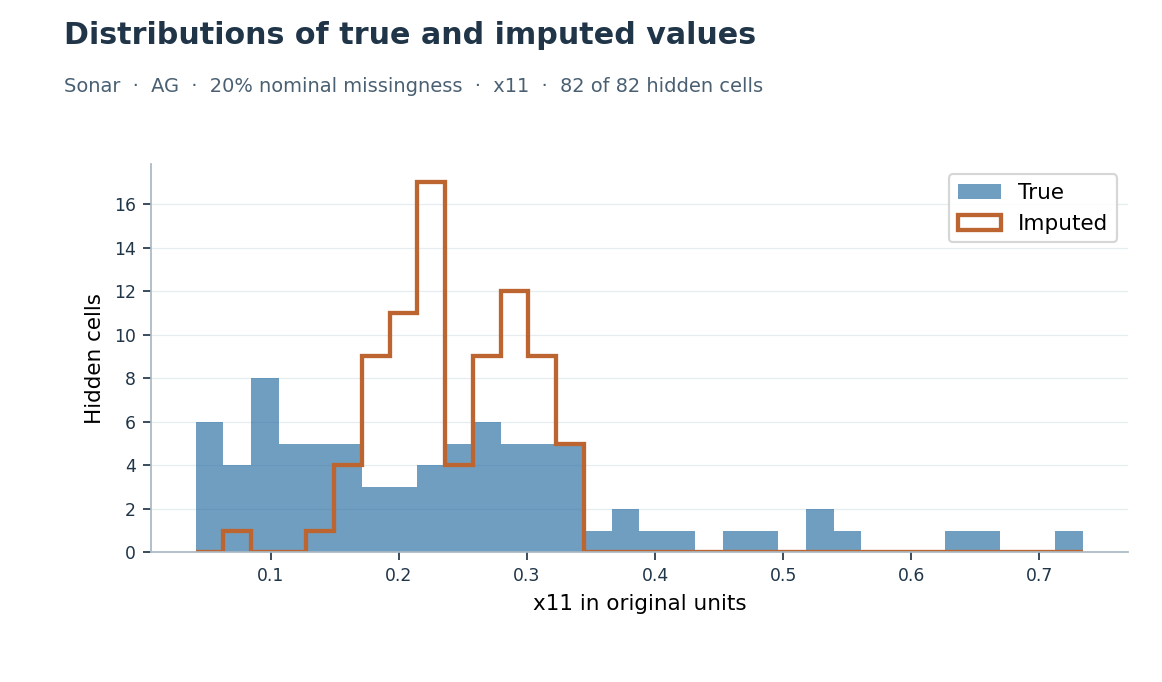 Distributions of true and imputed values
Sonar · AG · 20% nominal missingness · x11 · 82 of 82 hidden cells
True
Imputed
Hidden cells
16
14
12
10
8
6
4
2
0
0.1 0.2 0.3 0.4 0.5 0.6 0.7
x11 in original units